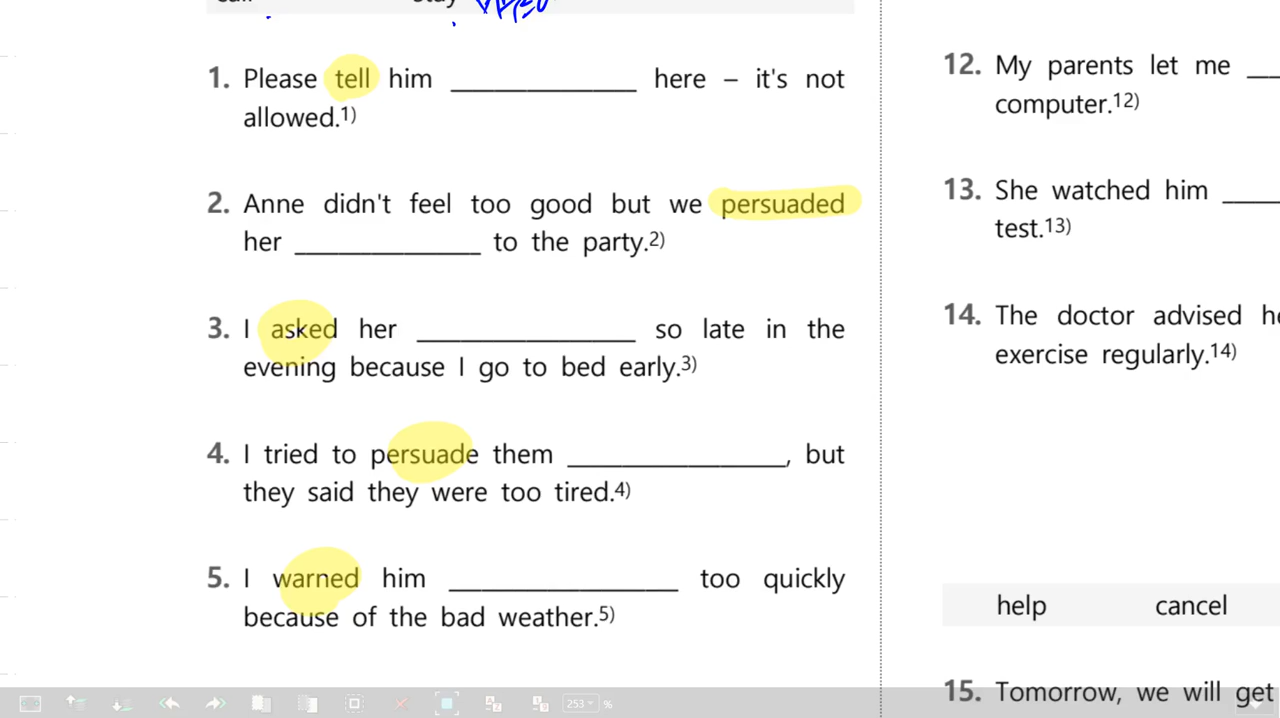 1. Please tell him ______________ here – it's not
allowed.1)
2. Anne didn't feel too good but we persuaded
her ______________ to the party.2)
3. I asked her ________________ so late in the
evening because I go to bed early.3)
4. I tried to persuade them ________________, but
they said they were too tired.4)
5. I warned him _________________ too quickly
because of the bad weather.5)
12. My parents let me __
computer.12)
13. She watched him ____
test.13)
14. The doctor advised
exercise regularly.14)
help cancel
15. Tomorrow, we will get
253 %